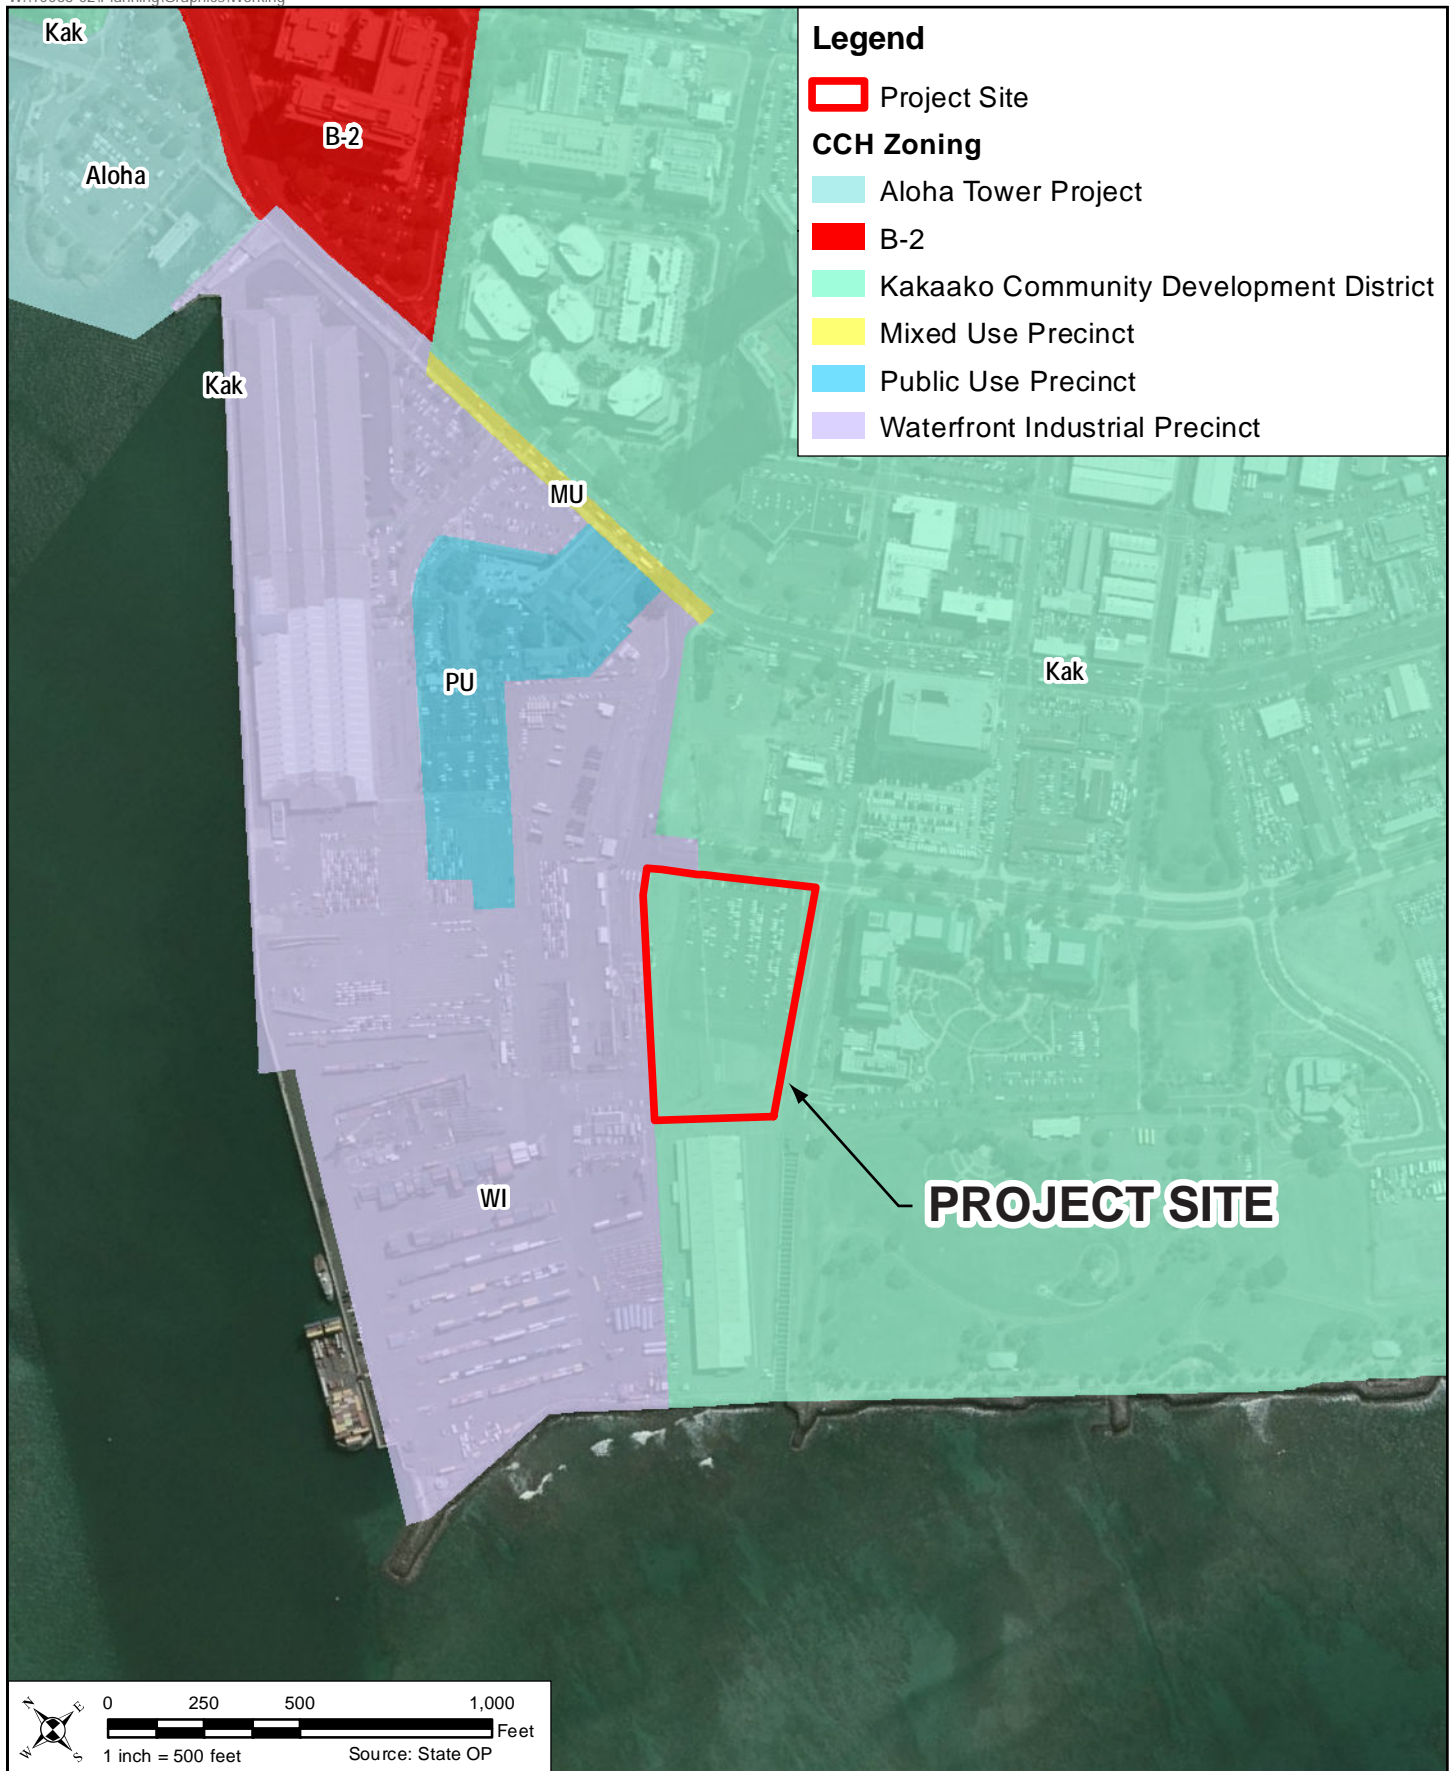 Kak
Legend
Project Site
B-2
CCH Zoning
Aloha
Aloha Tower Project
B-2
Kakaako Community Development District
Mixed Use Precinct
Kak
Public Use Precinct
Waterfront Industrial Precinct
MU
Kak
PU
WI
PROJECT SITE
N
E
W
S
0 250 500 1,000
Feet
1 inch = 500 feet
Source: State OP